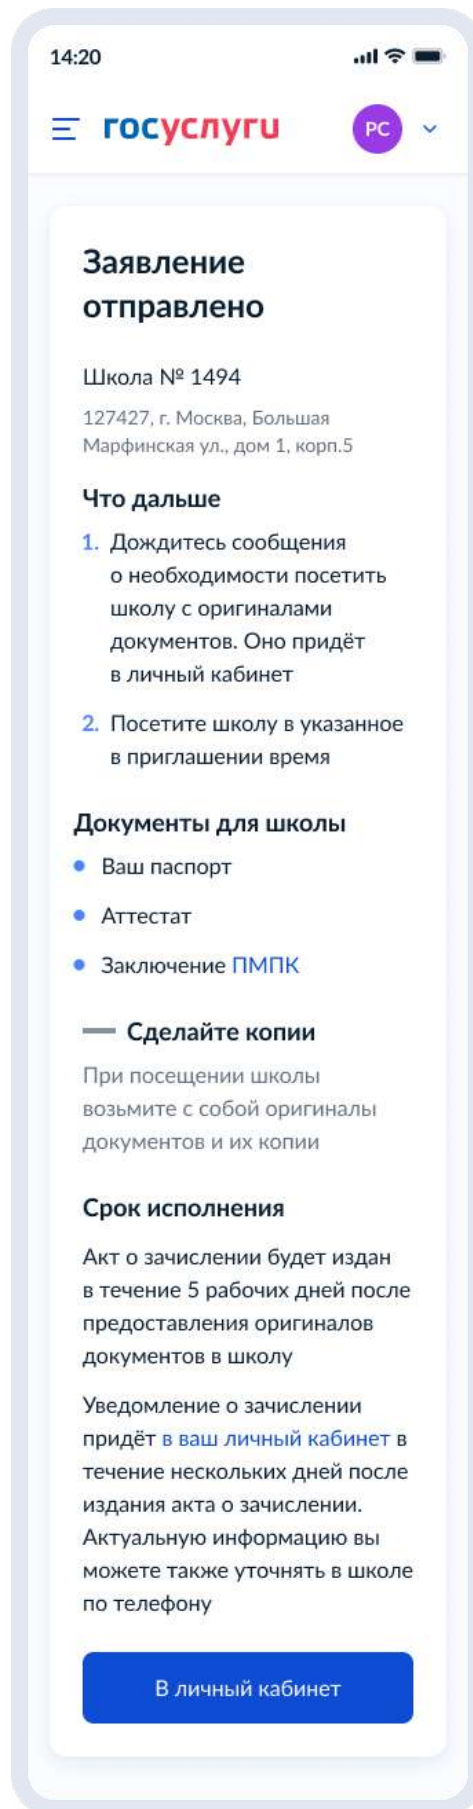 14:20
госуслуги
РС
Заявление
отправлено
Школа № 1494
127427, г. Москва, Большая
Марфинская ул., дом 1, корп.5
Что дальше
1. Дождитесь сообщения
о необходимости посетить
школу с оригиналами
документов. Оно придёт
в личный кабинет
2. Посетите школу в указанное
в приглашении время
Документы для школы
Ваш паспорт
Аттестат
Заключение ПМПК
Сделайте копии
При посещении школы
возьмите с собой оригиналы
документов и их копии
Срок исполнения
Акт о зачислении будет издан
в течение 5 рабочих дней после
предоставления оригиналов
документов в школу
Уведомление о зачислении
придёт в ваш личный кабинет в
течение нескольких дней после
издания акта о зачислении.
Актуальную информацию вы
можете также уточнять в школе
по телефону
В личный кабинет